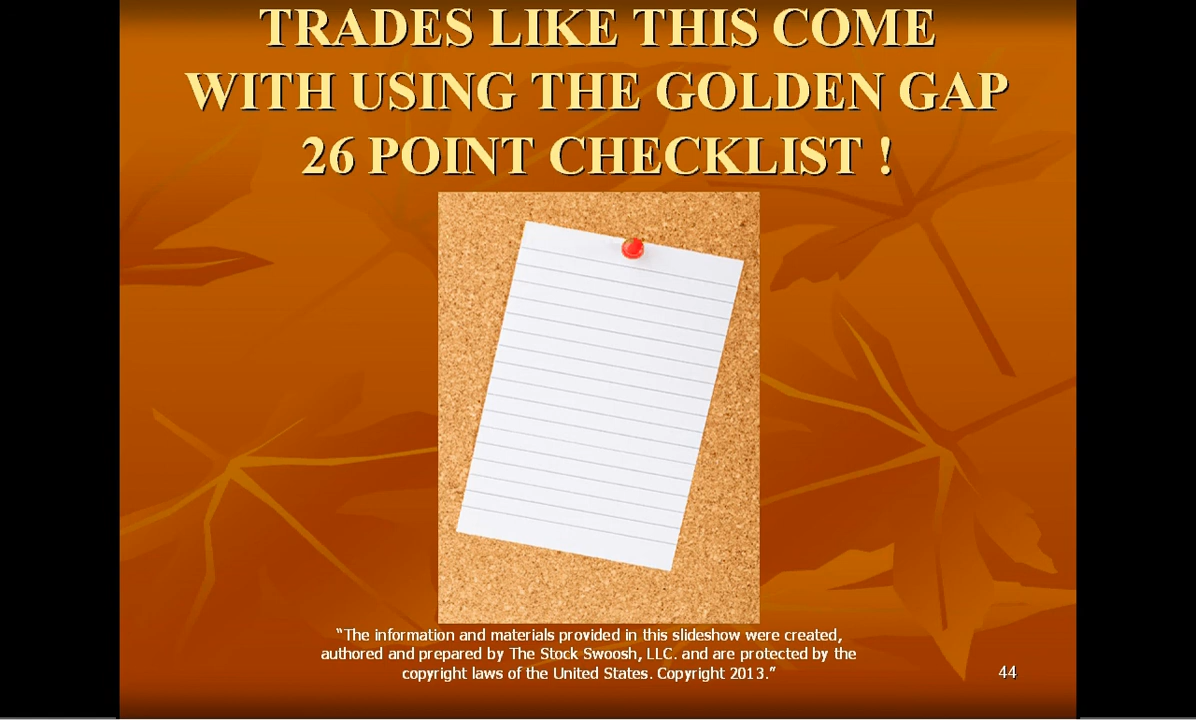 TRADES LIKE THIS COME
WITH USING THE GOLDEN GAP
26 POINT CHECKLIST !
“The information and materials provided in this slideshow were created,
authored and prepared by The Stock Swoosh, LLC. and are protected by the
copyright laws of the United States. Copyright 2013.”
44